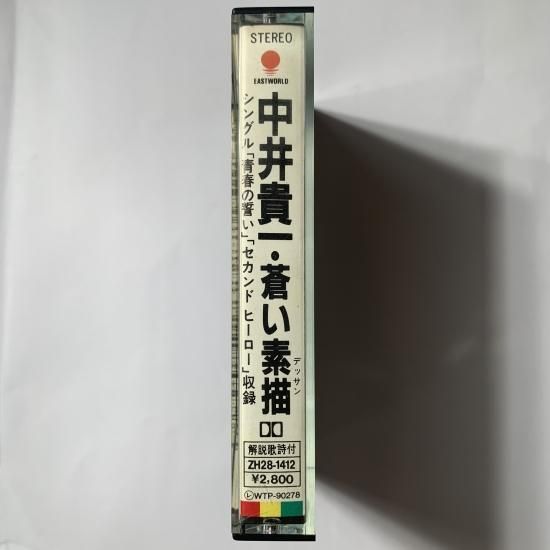 STEREO
EASTWORLD
中井貴一・蒼い素描
デッサン
シングル「青春の誓い」「セカンド ヒーロー」収録
解説歌詩付
ZH28-1412
¥2,800
ⓁWTP-90278